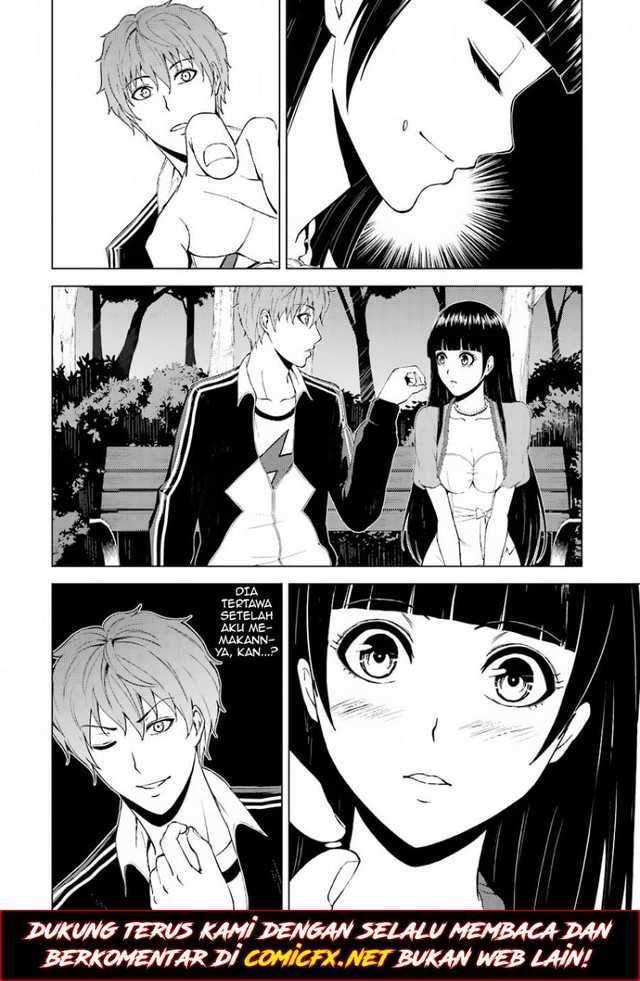 DIA
TERTAWA
SETELAH
AKU ME-
MAKANN-
YA, KAN...?
DUKUNG TERUS KAMI DENGAN SELALU MEMBACA DAN
BERKOMENTAR DI COMICFX.NET BUKAN WEB LAIN!